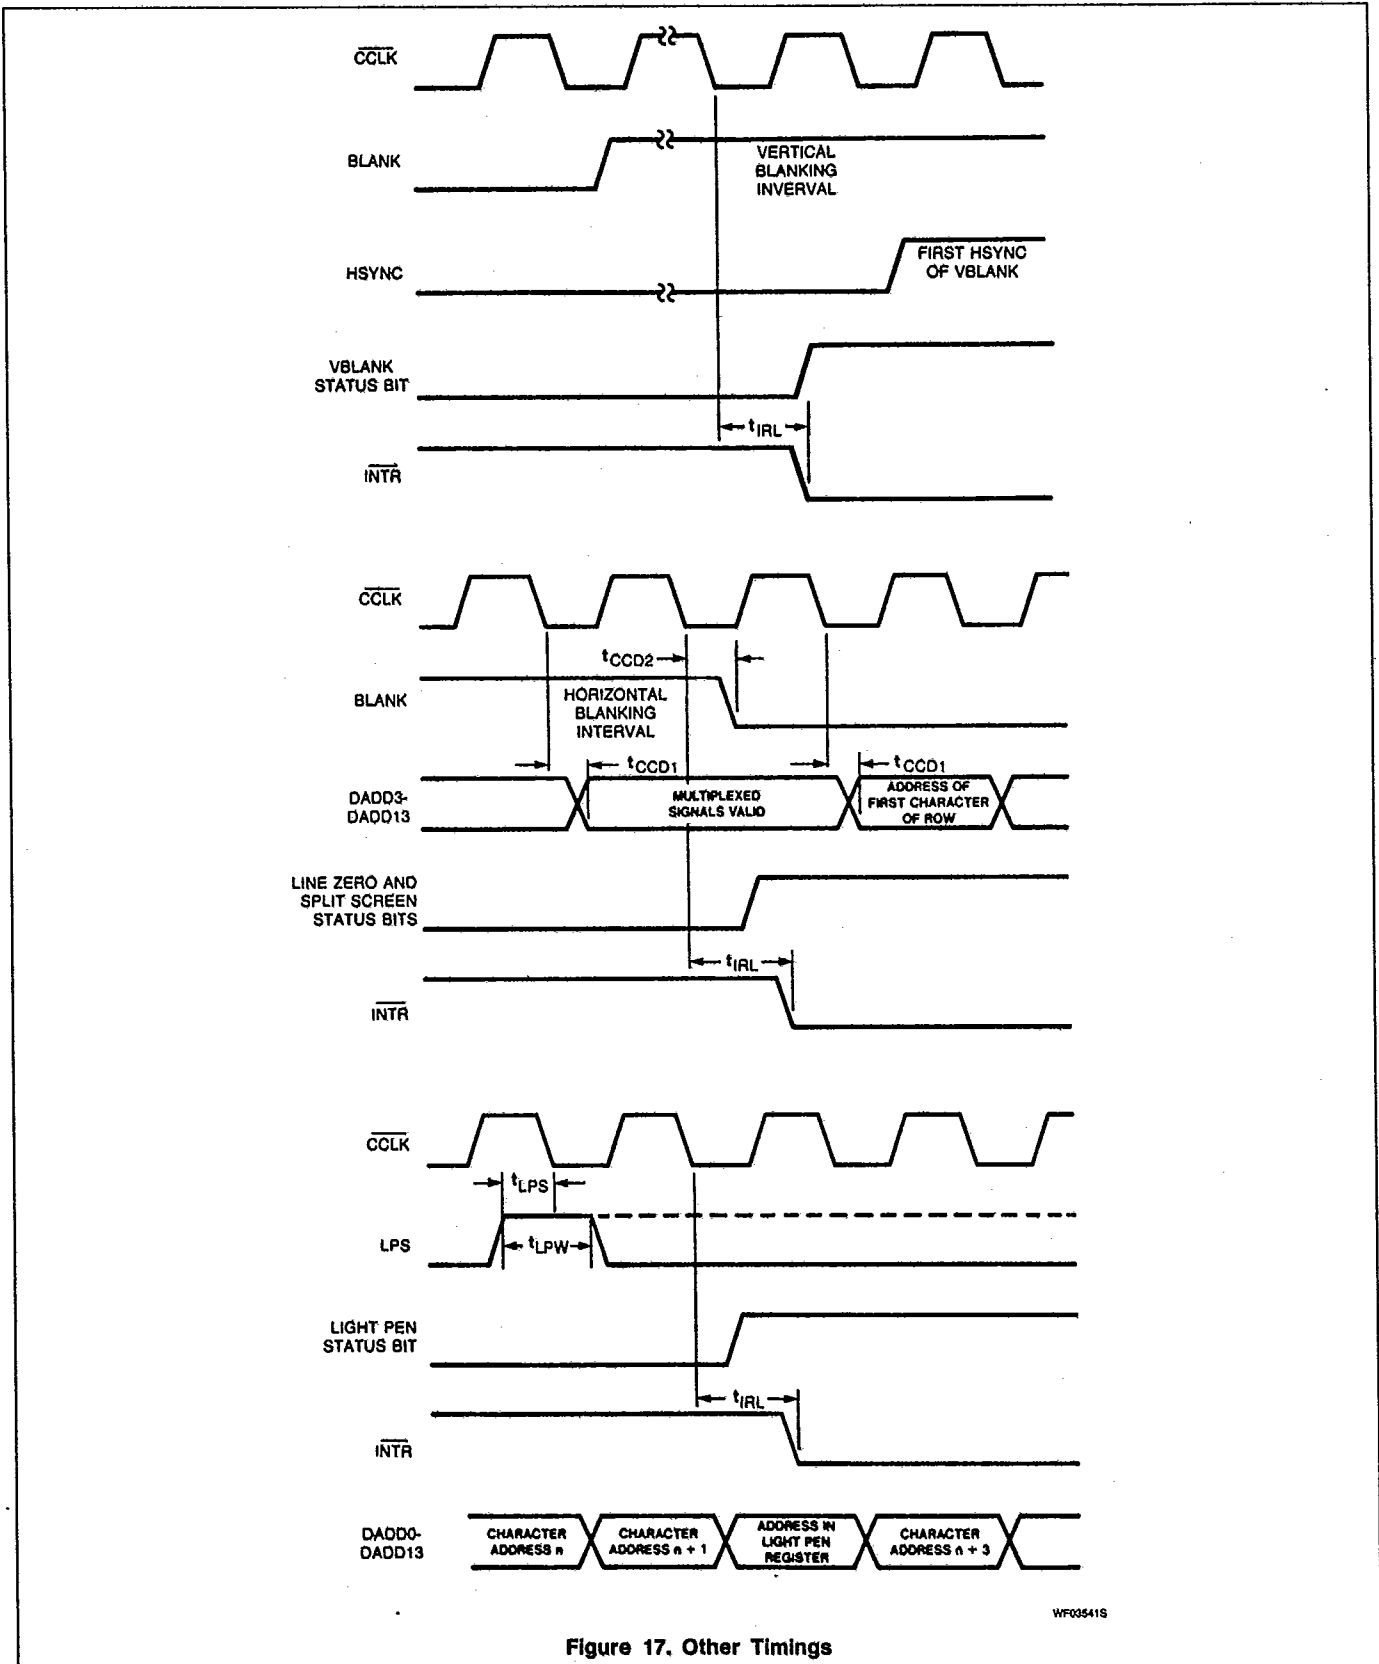 CCLK
BLANK
VERTICAL
BLANKING
INVERVAL
HSYNC
FIRST HSYNC
OF VBLANK
VBLANK
STATUS BIT
tIRL
INTR
CCLK
tCCD2
BLANK
HORIZONTAL
BLANKING
INTERVAL
tCCD1
tCCD1
DADD3-
DADD13
MULTIPLEXED
SIGNALS VALID
ADDRESS OF
FIRST CHARACTER
OF ROW
LINE ZERO AND
SPLIT SCREEN
STATUS BITS
tIRL
INTR
CCLK
tLPS
LPS
tLPW
LIGHT PEN
STATUS BIT
tIRL
INTR
DADD0-
DADD13
CHARACTER
ADDRESS n
CHARACTER
ADDRESS n + 1
ADDRESS IN
LIGHT PEN
REGISTER
CHARACTER
ADDRESS n + 3
WF03541S
Figure 17. Other Timings